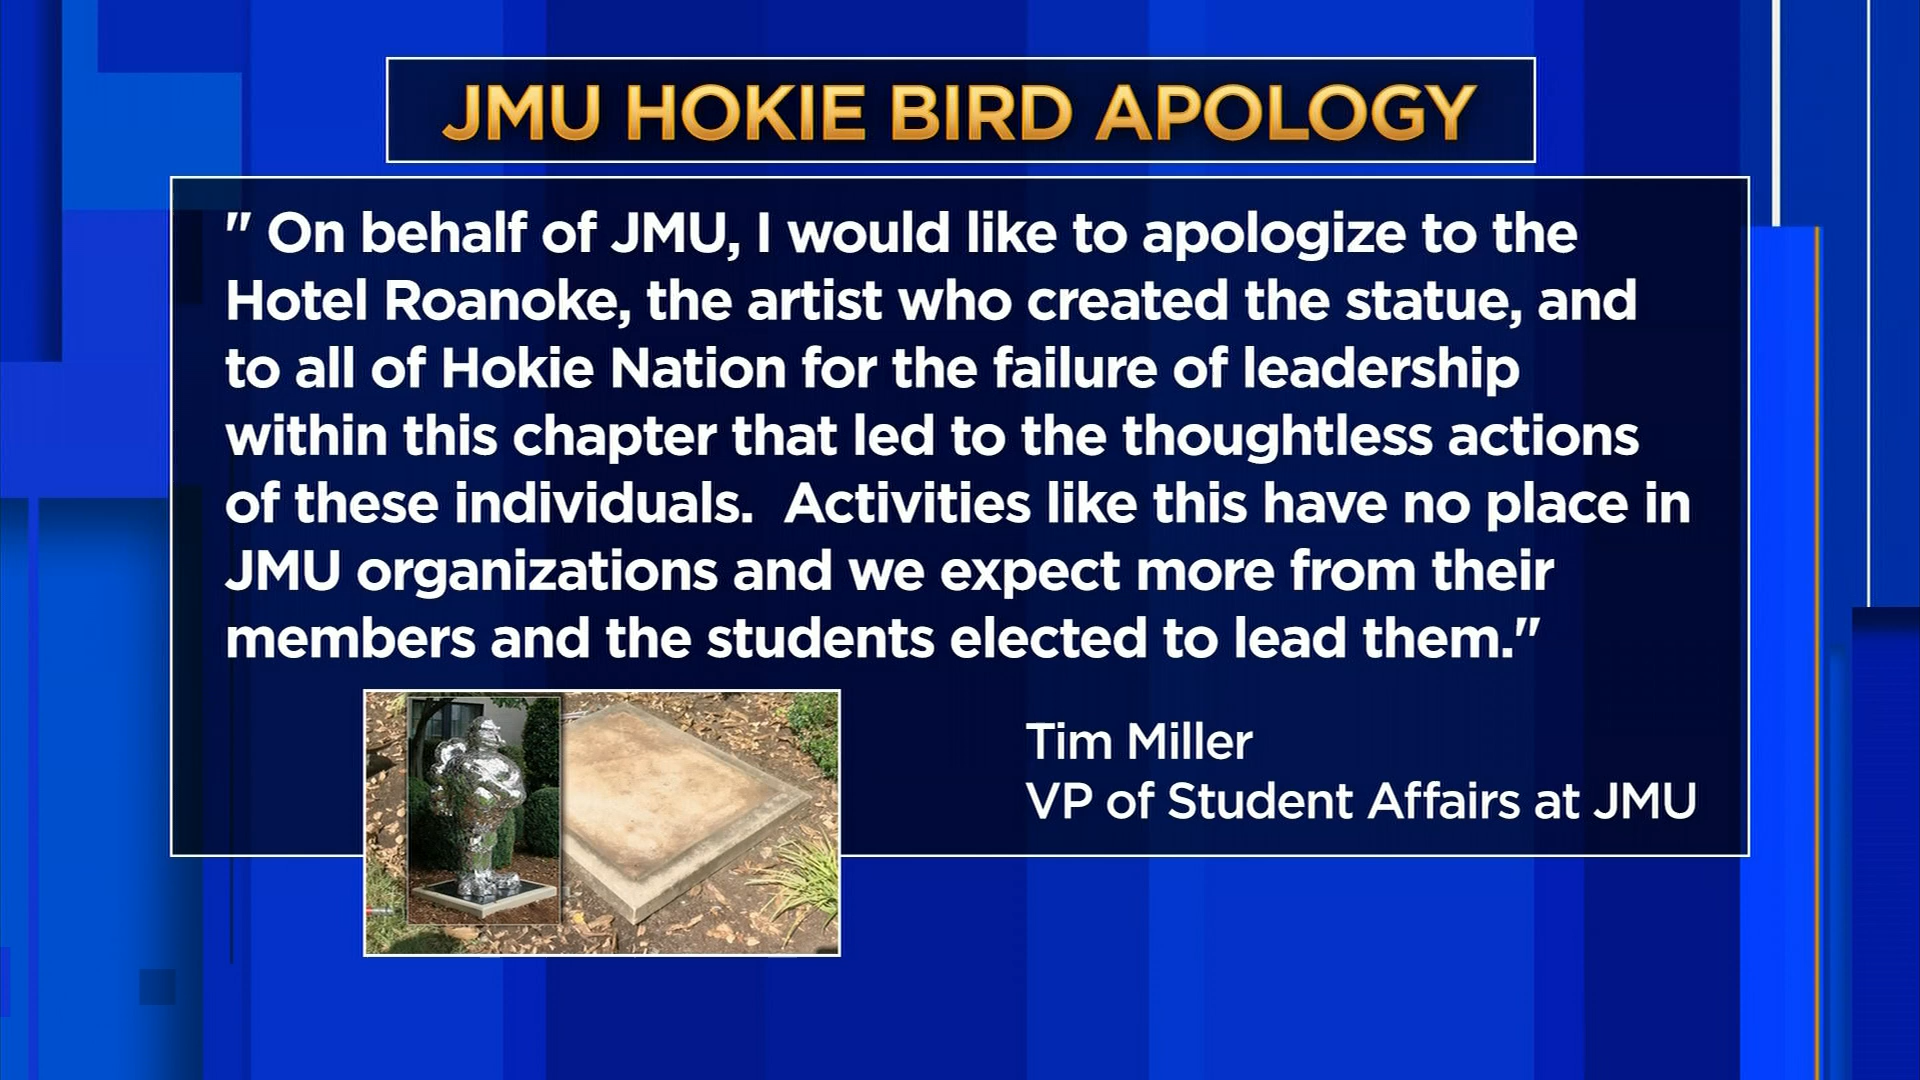 JMU HOKIE BIRD APOLOGY
" On behalf of JMU, I would like to apologize to the
Hotel Roanoke, the artist who created the statue, and
to all of Hokie Nation for the failure of leadership
within this chapter that led to the thoughtless actions
of these individuals.  Activities like this have no place in
JMU organizations and we expect more from their
members and the students elected to lead them."
Tim Miller
VP of Student Affairs at JMU